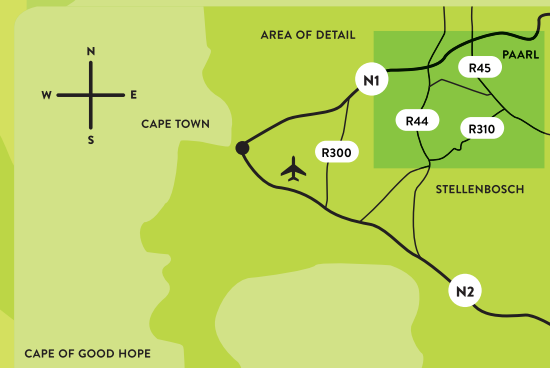 AREA OF DETAIL
N
W
E
S
PAARL
R45
N1
CAPE TOWN
R44
R310
R300
STELLENBOSCH
N2
CAPE OF GOOD HOPE